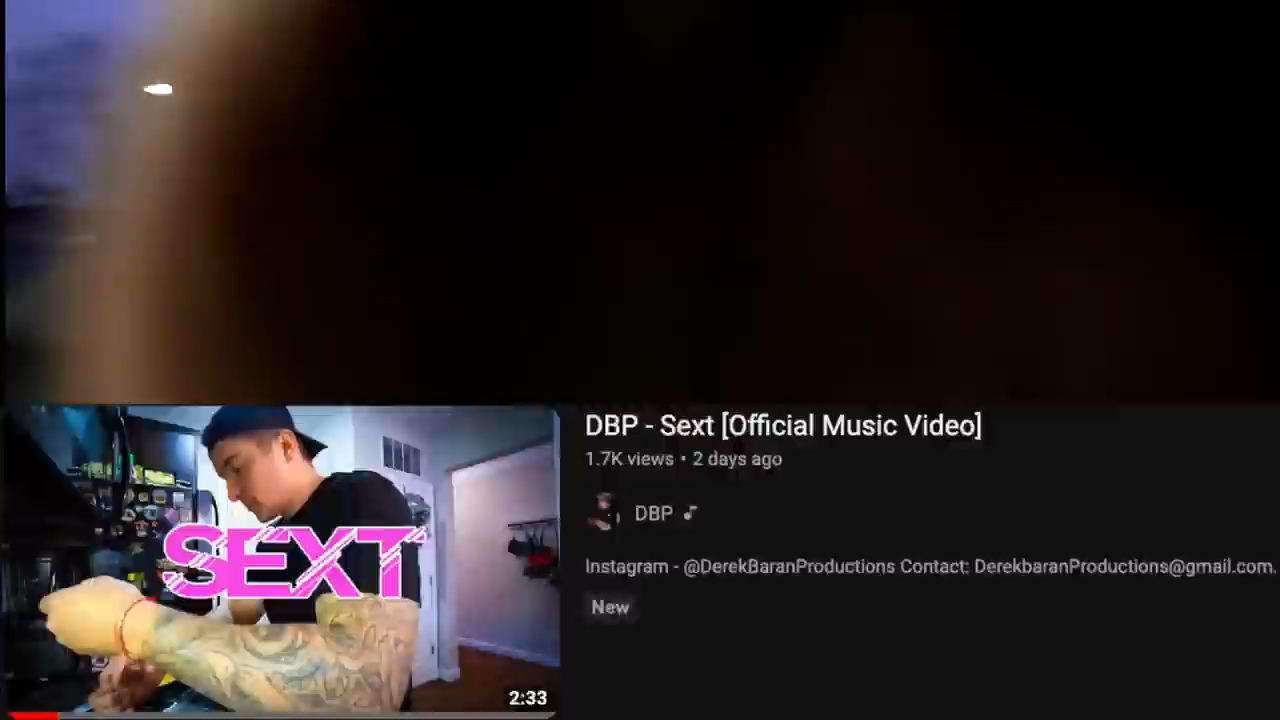 DBP - Sext [Official Music Video]
1.7K views • 2 days ago
DBP
Instagram - @DerekBaranProductions Contact: DerekbaranProductions@gmail.com.
New
SEXT
2:33